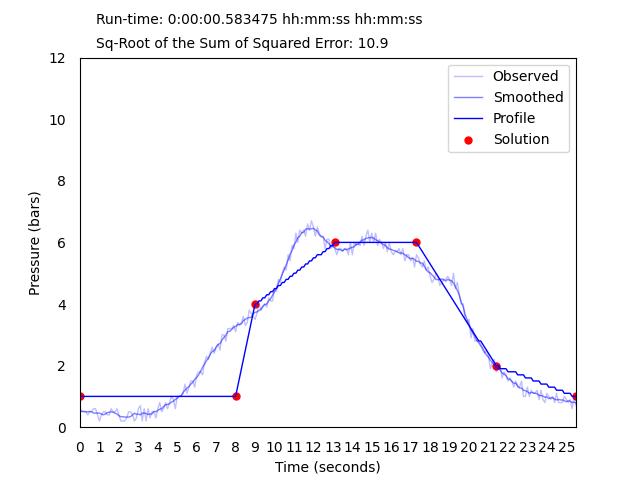 Run-time: 0:00:00.583475 hh:mm:ss hh:mm:ss
Sq-Root of the Sum of Squared Error: 10.9
12
10
8
6
4
2
0
Pressure (bars)
Observed
Smoothed
Profile
Solution
0 1 2 3 4 5 6 7 8 9 10 11 12 13 14 15 16 17 18 19 20 21 22 23 24 25
Time (seconds)